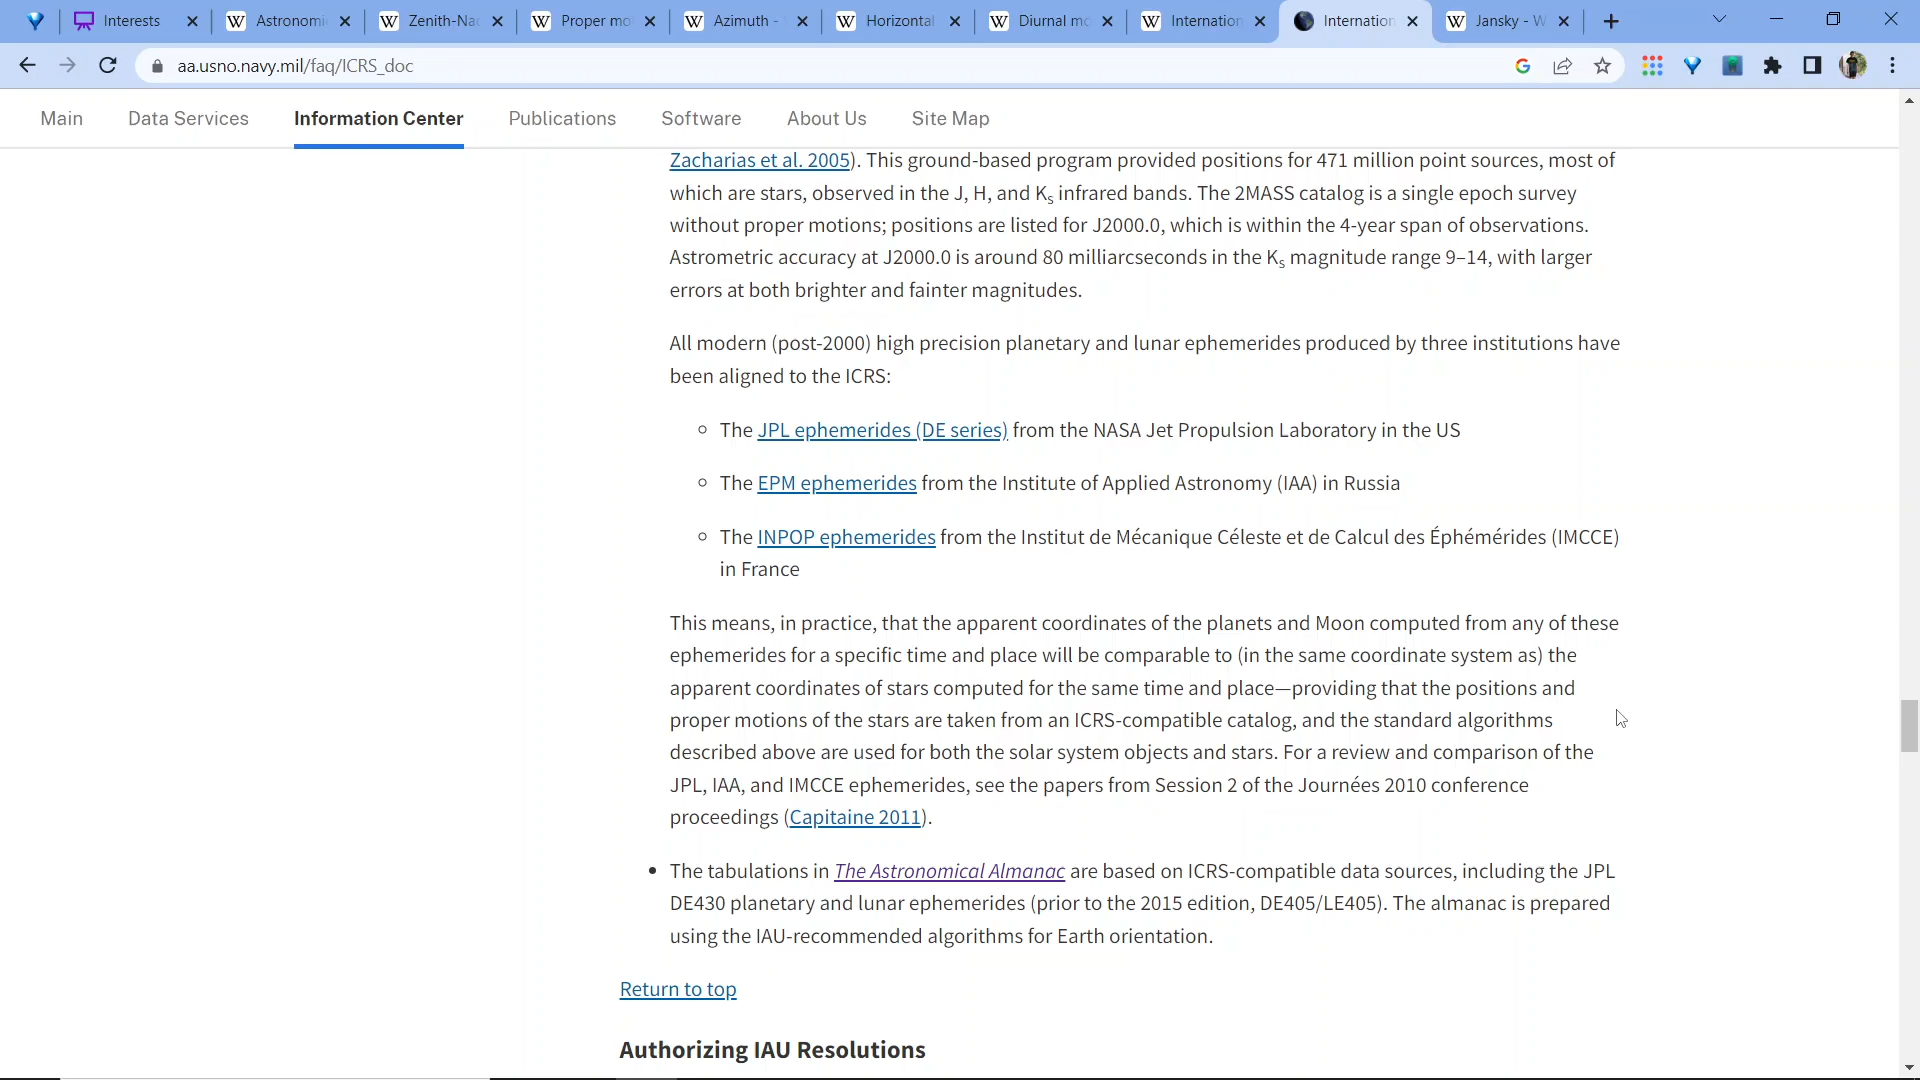 Interests
Astronomi
Zenith-Nad
Proper mo
Azimuth -
Horizontal
Diurnal mo
Internation
Internation
Jansky - W
aa.usno.navy.mil/faq/ICRS_doc
Main
Data Services
Information Center
Publications
Software
About Us
Site Map
Zacharias et al. 2005). This ground-based program provided positions for 471 million point sources, most of
which are stars, observed in the J, H, and Ks infrared bands. The 2MASS catalog is a single epoch survey
without proper motions; positions are listed for J2000.0, which is within the 4-year span of observations.
Astrometric accuracy at J2000.0 is around 80 milliarcseconds in the Ks magnitude range 9–14, with larger
errors at both brighter and fainter magnitudes.
All modern (post-2000) high precision planetary and lunar ephemerides produced by three institutions have
been aligned to the ICRS:
The JPL ephemerides (DE series) from the NASA Jet Propulsion Laboratory in the US
The EPM ephemerides from the Institute of Applied Astronomy (IAA) in Russia
The INPOP ephemerides from the Institut de Mécanique Céleste et de Calcul des Éphémérides (IMCCE)
in France
This means, in practice, that the apparent coordinates of the planets and Moon computed from any of these
ephemerides for a specific time and place will be comparable to (in the same coordinate system as) the
apparent coordinates of stars computed for the same time and place—providing that the positions and
proper motions of the stars are taken from an ICRS-compatible catalog, and the standard algorithms
described above are used for both the solar system objects and stars. For a review and comparison of the
JPL, IAA, and IMCCE ephemerides, see the papers from Session 2 of the Journées 2010 conference
proceedings (Capitaine 2011).
The tabulations in The Astronomical Almanac are based on ICRS-compatible data sources, including the JPL
DE430 planetary and lunar ephemerides (prior to the 2015 edition, DE405/LE405). The almanac is prepared
using the IAU-recommended algorithms for Earth orientation.
Return to top
Authorizing IAU Resolutions